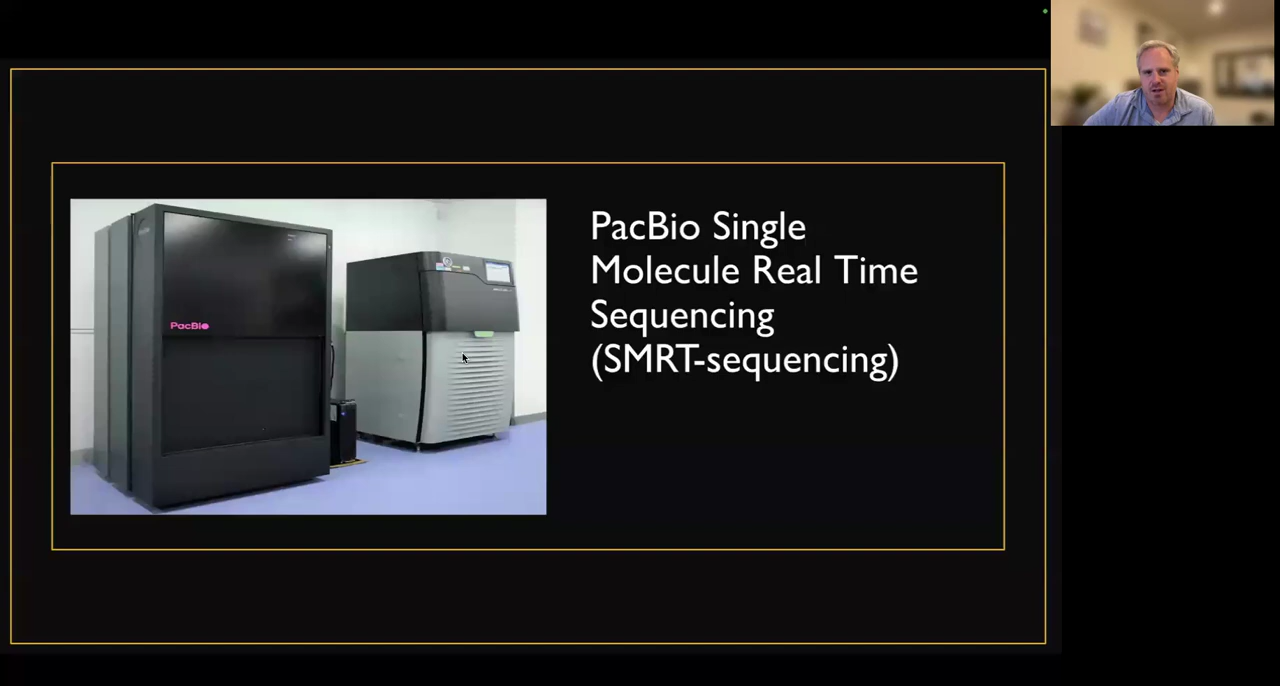 PacBio
PacBio Single
Molecule Real Time
Sequencing
(SMRT-sequencing)